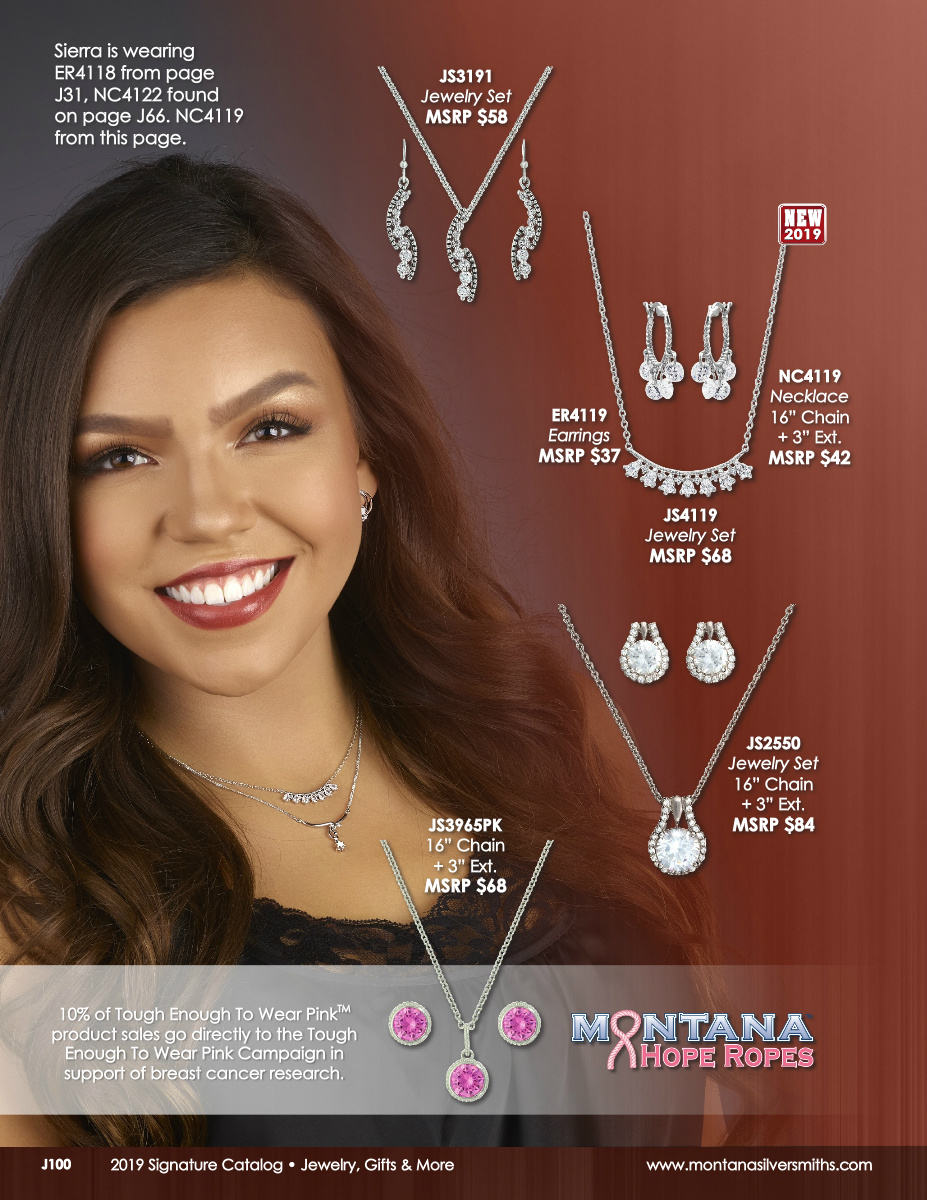 Sierra is wearing
ER4118 from page
J31, NC4122 found
on page J66. NC4119
from this page.
JS3191
Jewelry Set
MSRP $58
NEW
2019
ER4119
Earrings
MSRP $37
NC4119
Necklace
16” Chain
+ 3” Ext.
MSRP $42
JS4119
Jewelry Set
MSRP $68
JS2550
Jewelry Set
16” Chain
+ 3” Ext.
MSRP $84
JS3965PK
16” Chain
+ 3” Ext.
MSRP $68
10% of Tough Enough To Wear Pink™
product sales go directly to the Tough
Enough To Wear Pink Campaign in
support of breast cancer research.
MONTANA™
HOPE ROPES
J100 2019 Signature Catalog • Jewelry, Gifts & More www.montanasilversmiths.com